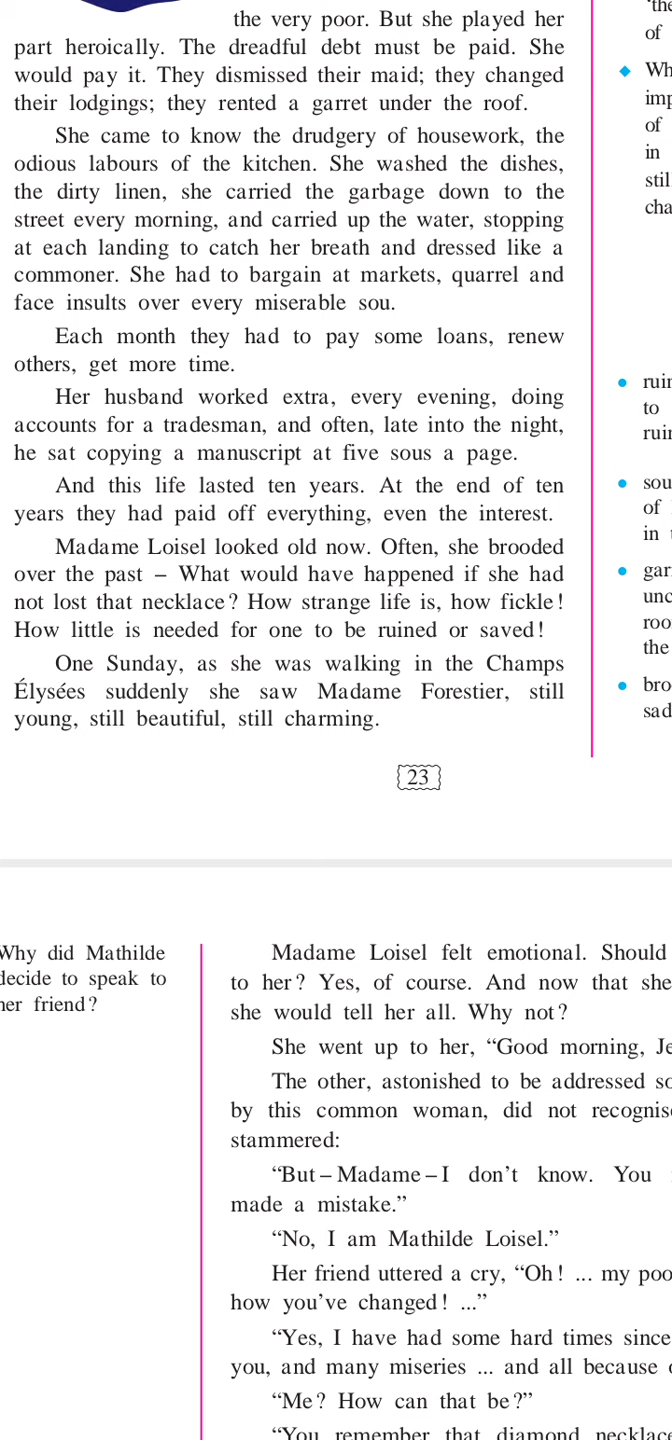 the very poor. But she played her
part heroically. The dreadful debt must be paid. She
would pay it. They dismissed their maid; they changed
their lodgings; they rented a garret under the roof.
She came to know the drudgery of housework, the
odious labours of the kitchen. She washed the dishes,
the dirty linen, she carried the garbage down to the
street every morning, and carried up the water, stopping
at each landing to catch her breath and dressed like a
commoner. She had to bargain at markets, quarrel and
face insults over every miserable sou.
Each month they had to pay some loans, renew
others, get more time.
Her husband worked extra, every evening, doing
accounts for a tradesman, and often, late into the night,
he sat copying a manuscript at five sous a page.
And this life lasted ten years. At the end of ten
years they had paid off everything, even the interest.
Madame Loisel looked old now. Often, she brooded
over the past – What would have happened if she had
not lost that necklace? How strange life is, how fickle!
How little is needed for one to be ruined or saved!
One Sunday, as she was walking in the Champs
Élysées suddenly she saw Madame Forestier, still
young, still beautiful, still charming.
of
of
in
to
of
in
the
23
Why did Mathilde
decide to speak to
her friend?
Madame Loisel felt emotional. Should
to her? Yes, of course. And now that she
she would tell her all. Why not?
She went up to her, “Good morning,
The other, astonished to be addressed
by this common woman, did not
stammered:
“But – Madame – I don’t know. You
made a mistake.”
“No, I am Mathilde Loisel.”
Her friend uttered a cry, “Oh! ... my
how you’ve changed! ...”
“Yes, I have had some hard times since
you, and many miseries ... and all because
“Me? How can that be?”
“You remember that diamond